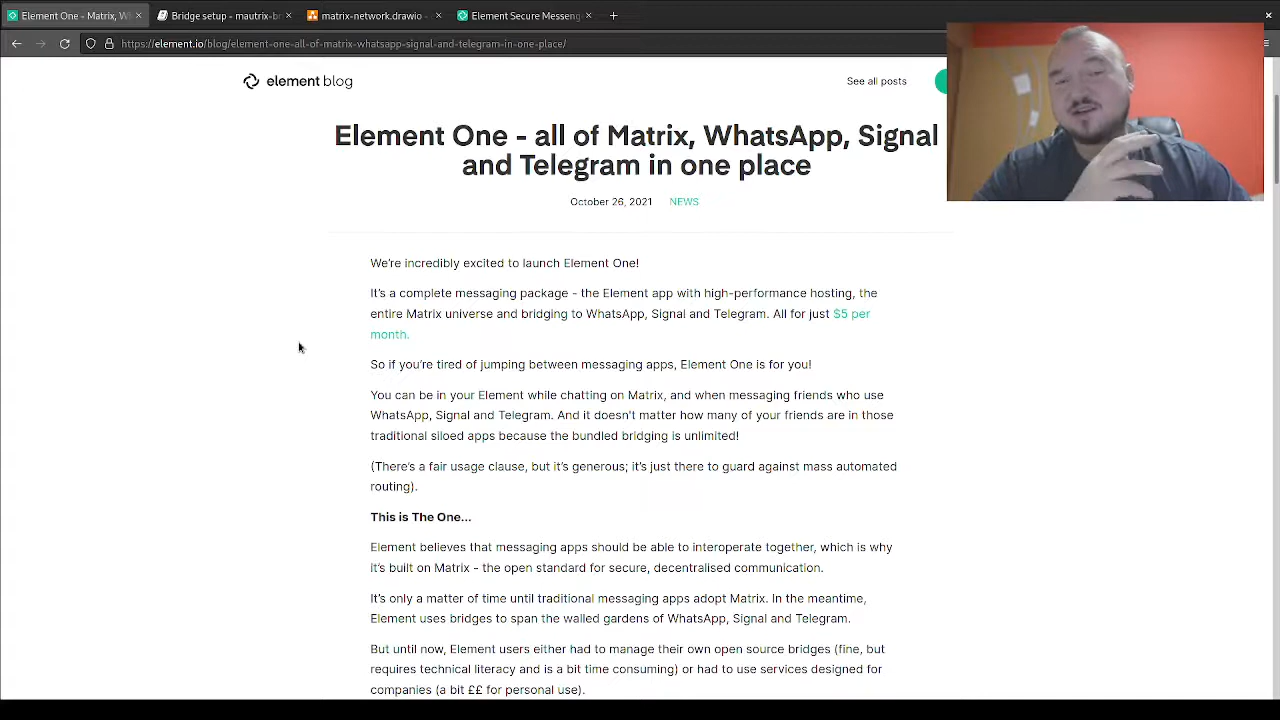 Element One - Matrix, W
Bridge setup - mautrix-br
matrix-network.drawio -
Element Secure Messeng
https://element.io/blog/element-one-all-of-matrix-whatsapp-signal-and-telegram-in-one-place/
element blog
See all posts
Element One - all of Matrix, WhatsApp, Signal
and Telegram in one place
October 26, 2021 NEWS
We're incredibly excited to launch Element One!
It's a complete messaging package - the Element app with high-performance hosting, the
entire Matrix universe and bridging to WhatsApp, Signal and Telegram. All for just $5 per
month.
So if you're tired of jumping between messaging apps, Element One is for you!
You can be in your Element while chatting on Matrix, and when messaging friends who use
WhatsApp, Signal and Telegram. And it doesn't matter how many of your friends are in those
traditional siloed apps because the bundled bridging is unlimited!
(There's a fair usage clause, but it's generous; it's just there to guard against mass automated
routing).
This is The One...
Element believes that messaging apps should be able to interoperate together, which is why
it's built on Matrix - the open standard for secure, decentralised communication.
It's only a matter of time until traditional messaging apps adopt Matrix. In the meantime,
Element uses bridges to span the walled gardens of WhatsApp, Signal and Telegram.
But until now, Element users either had to manage their own open source bridges (fine, but
requires technical literacy and is a bit time consuming) or had to use services designed for
companies (a bit ££ for personal use).